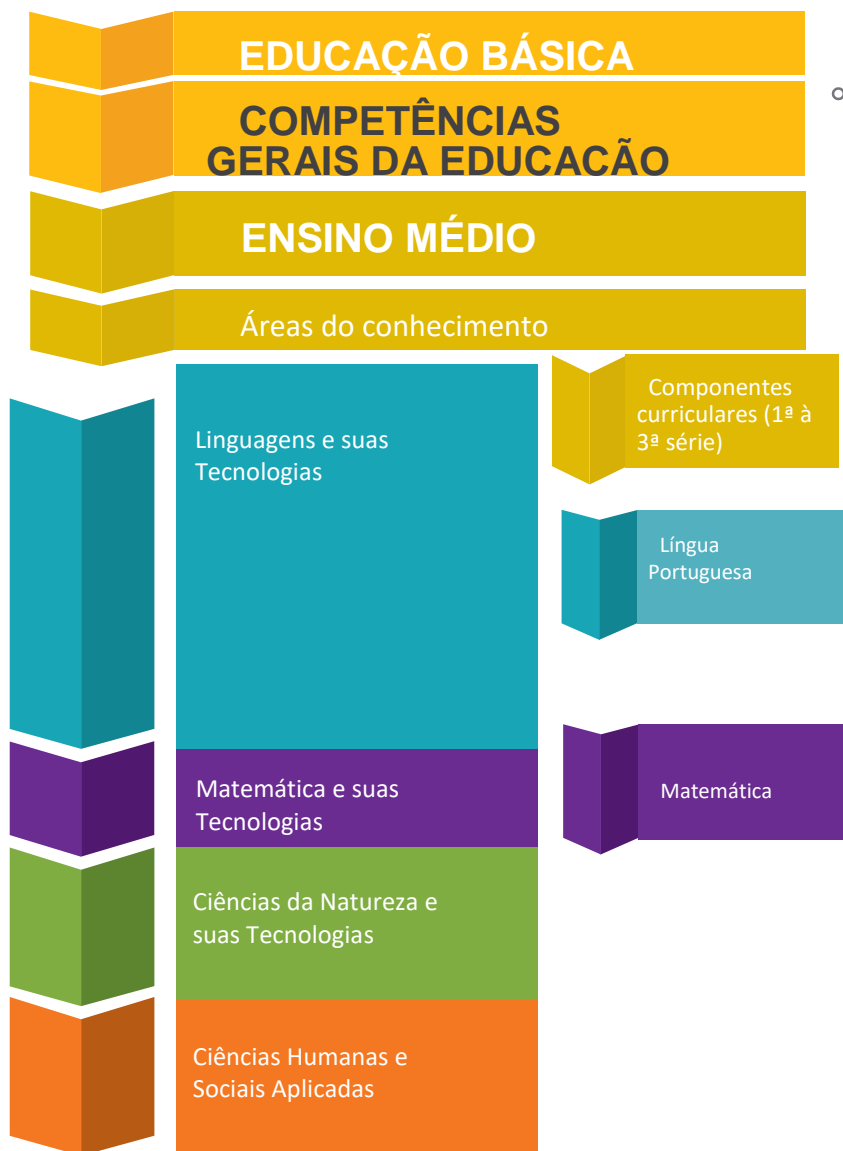 EDUCAÇÃO BÁSICA
COMPETÊNCIAS
GERAIS DA EDUCAÇÃO
ENSINO MÉDIO
Áreas do conhecimento
Componentes
curriculares (1ª à
3ª série)
Linguagens e suas
Tecnologias
Língua
Portuguesa
Matemática e suas
Tecnologias
Matemática
Ciências da Natureza e
suas Tecnologias
Ciências Humanas e
Sociais Aplicadas